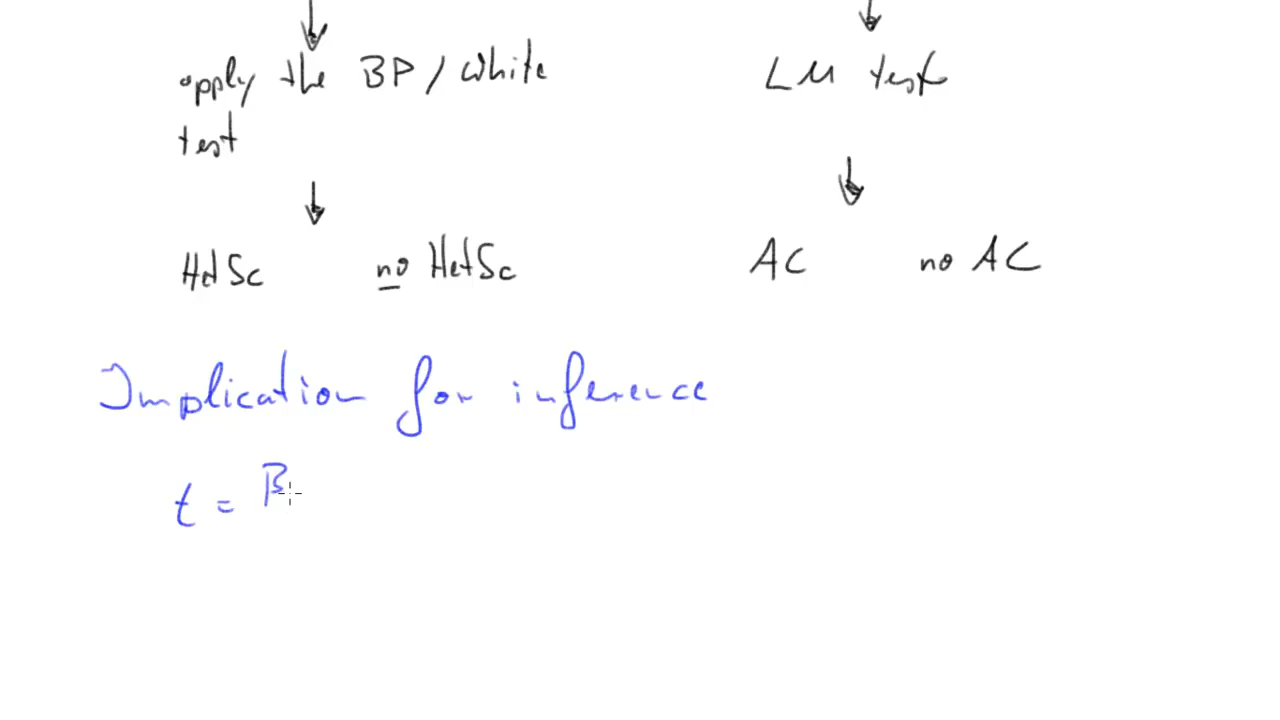 apply the BP / White
test
LM test
HetSc no HetSc
AC no AC
Implication for inference
t = β